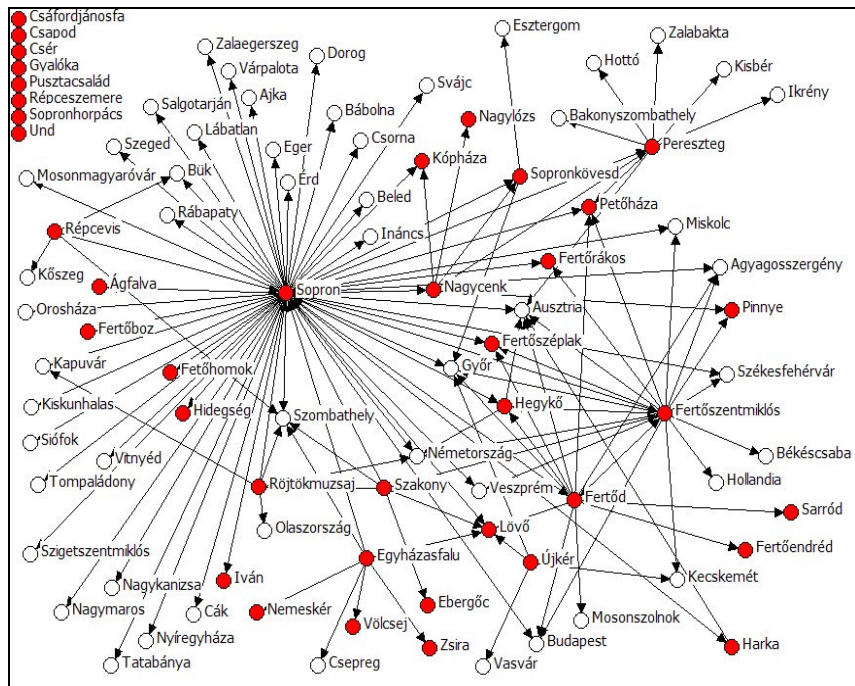 Csáfordjánosfa
Csapod
Csér
Gyalóka
Pusztacsalád
Répceszemere
Sopronhorpács
Und
Zalaegerszeg
Dorog
Esztergom
Zalabakta
Hottó
Kisbér
Várpalota
Svájc
Ikrény
Salgotarján
Ajka
Bábolna
Nagylózs
Bakonyszombathely
Lábatlan
Csorna
Pereszteg
Szeged
Eger
Kópháza
Bük
Sopronkövesd
Mosonmagyaróvár
Érd
Beled
Petőháza
Rábapaty
Ináncs
Miskolc
Répcevis
Fertőrákos
Agyagosszergény
Kőszeg
Ágfalva
Sopron
Nagycenk
Orosháza
Ausztria
Pinnye
Fertőboz
Fertőszéplak
Kapuvár
Győr
Székesfehérvár
Fetőhomok
Kiskunhalas
Hidegség
Szombathely
Hegykő
Fertőszentmiklós
Siófok
Németország
Békéscsaba
Vitnyéd
Tompaládony
Röjtökmuzsaj
Szakony
Veszprém
Fertőd
Hollandia
Olaszország
Lövő
Sarród
Szigetszentmiklós
Egyházasfalu
Újkér
Fertőendréd
Iván
Nagykanizsa
Kecskemét
Nagymaros
Cák
Nemeskér
Ebergőc
Mosonszolnok
Völcsej
Nyíregyháza
Zsira
Budapest
Harka
Tatabánya
Csepreg
Vasvár